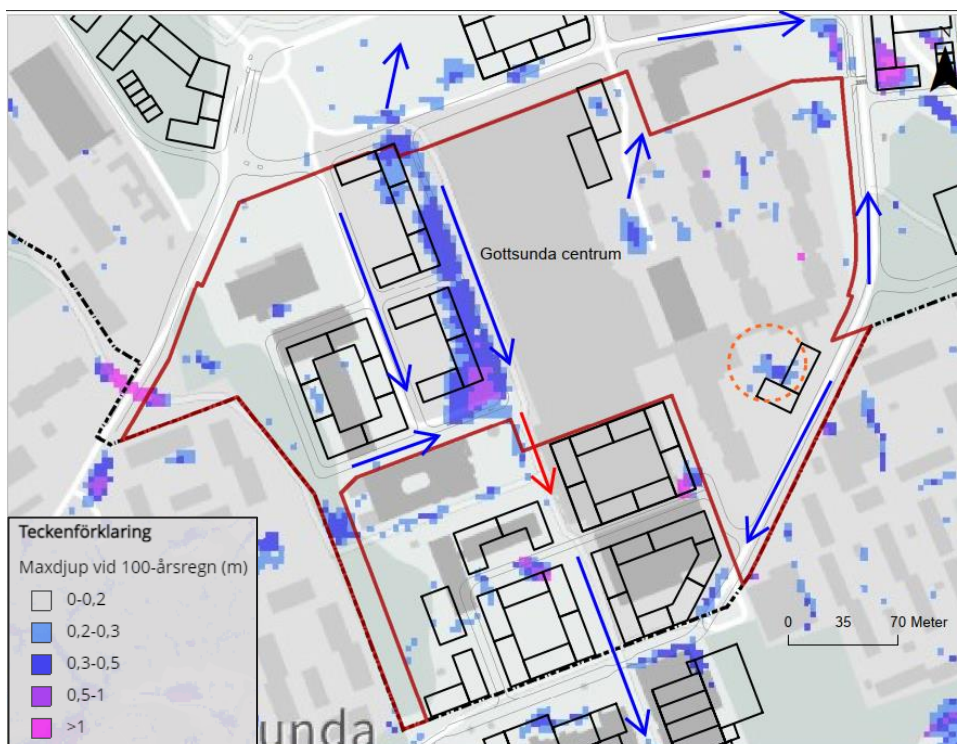 N
Gottsunda centrum
Teckenförklaring
Maxdjup vid 100-årsregn (m)
0-0,2
0,2-0,3
0,3-0,5
0,5-1
>1
0 35 70 Meter
sunda